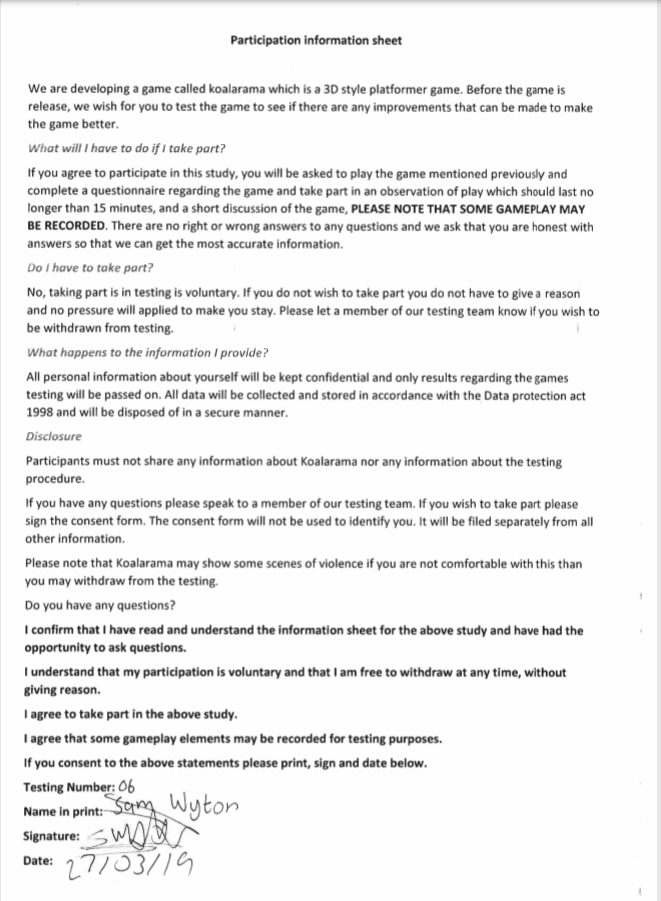 Participation information sheet
We are developing a game called koalarama which is a 3D style platformer game. Before the game is
release, we wish for you to test the game to see if there are any improvements that can be made to make
the game better.
What will I have to do if I take part?
If you agree to participate in this study, you will be asked to play the game mentioned previously and
complete a questionnaire regarding the game and take part in an observation of play which should last no
longer than 15 minutes, and a short discussion of the game, PLEASE NOTE THAT SOME GAMEPLAY MAY
BE RECORDED. There are no right or wrong answers to any questions and we ask that you are honest with
answers so that we can get the most accurate information.
Do I have to take part?
No, taking part is in testing is voluntary. If you do not wish to take part you do not have to give a reason
and no pressure will applied to make you stay. Please let a member of our testing team know if you wish to
be withdrawn from testing.
What happens to the information I provide?
All personal information about yourself will be kept confidential and only results regarding the games
testing will be passed on. All data will be collected and stored in accordance with the Data protection act
1998 and will be disposed of in a secure manner.
Disclosure
Participants must not share any information about Koalarama nor any information about the testing
procedure.
If you have any questions please speak to a member of our testing team. If you wish to take part please
sign the consent form. The consent form will not be used to identify you. It will be filed separately from all
other information.
Please note that Koalarama may show some scenes of violence if you are not comfortable with this than
you may withdraw from the testing.
Do you have any questions?
I confirm that I have read and understand the information sheet for the above study and have had the
opportunity to ask questions.
I understand that my participation is voluntary and that I am free to withdraw at any time, without
giving reason.
I agree to take part in the above study.
I agree that some gameplay elements may be recorded for testing purposes.
If you consent to the above statements please print, sign and date below.
Testing Number: 06
Name in print: Sam Wyton
Signature:
Date: 27/03/19